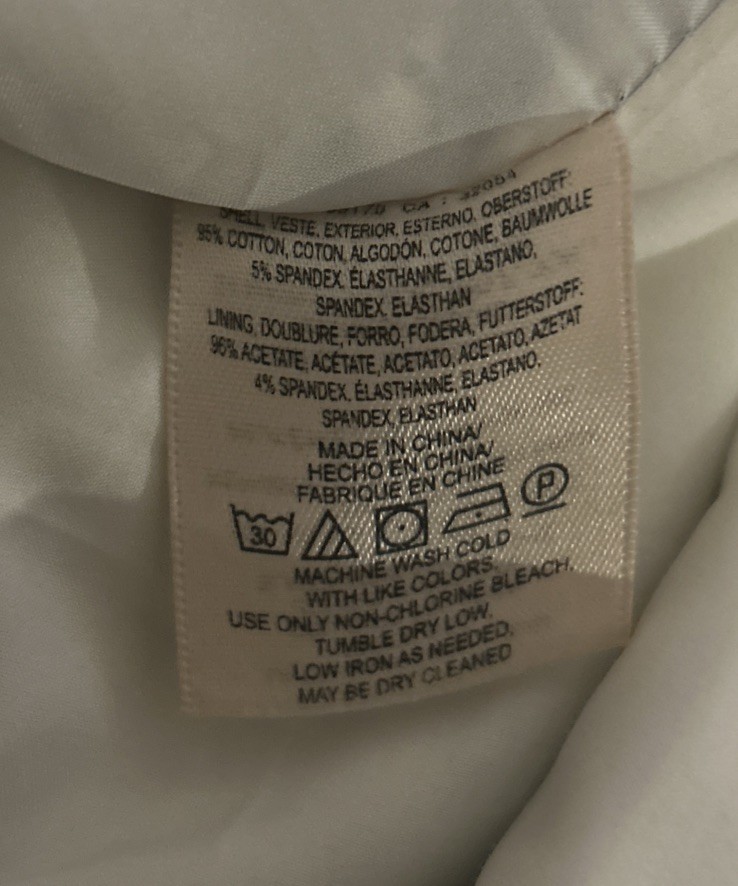 CA: 32054
SHELL, VESTE, EXTERIOR, ESTERNO, OBERSTOFF:
95% COTTON, COTON, ALGODÓN, COTONE, BAUMWOLLE
5% SPANDEX, ÉLASTHANNE, ELASTANO,
SPANDEX, ELASTHAN
LINING, DOUBLURE, FORRO, FODERA, FUTTERSTOFF:
96% ACETATE, ACÉTATE, ACETATO, ACETATO, AZETAT
4% SPANDEX, ÉLASTHANNE, ELASTANO,
SPANDEX, ELASTHAN
MADE IN CHINA/
HECHO EN CHINA/
FABRIQUE EN CHINE
30 P
MACHINE WASH COLD
WITH LIKE COLORS.
USE ONLY NON-CHLORINE BLEACH.
TUMBLE DRY LOW.
LOW IRON AS NEEDED.
MAY BE DRY CLEANED